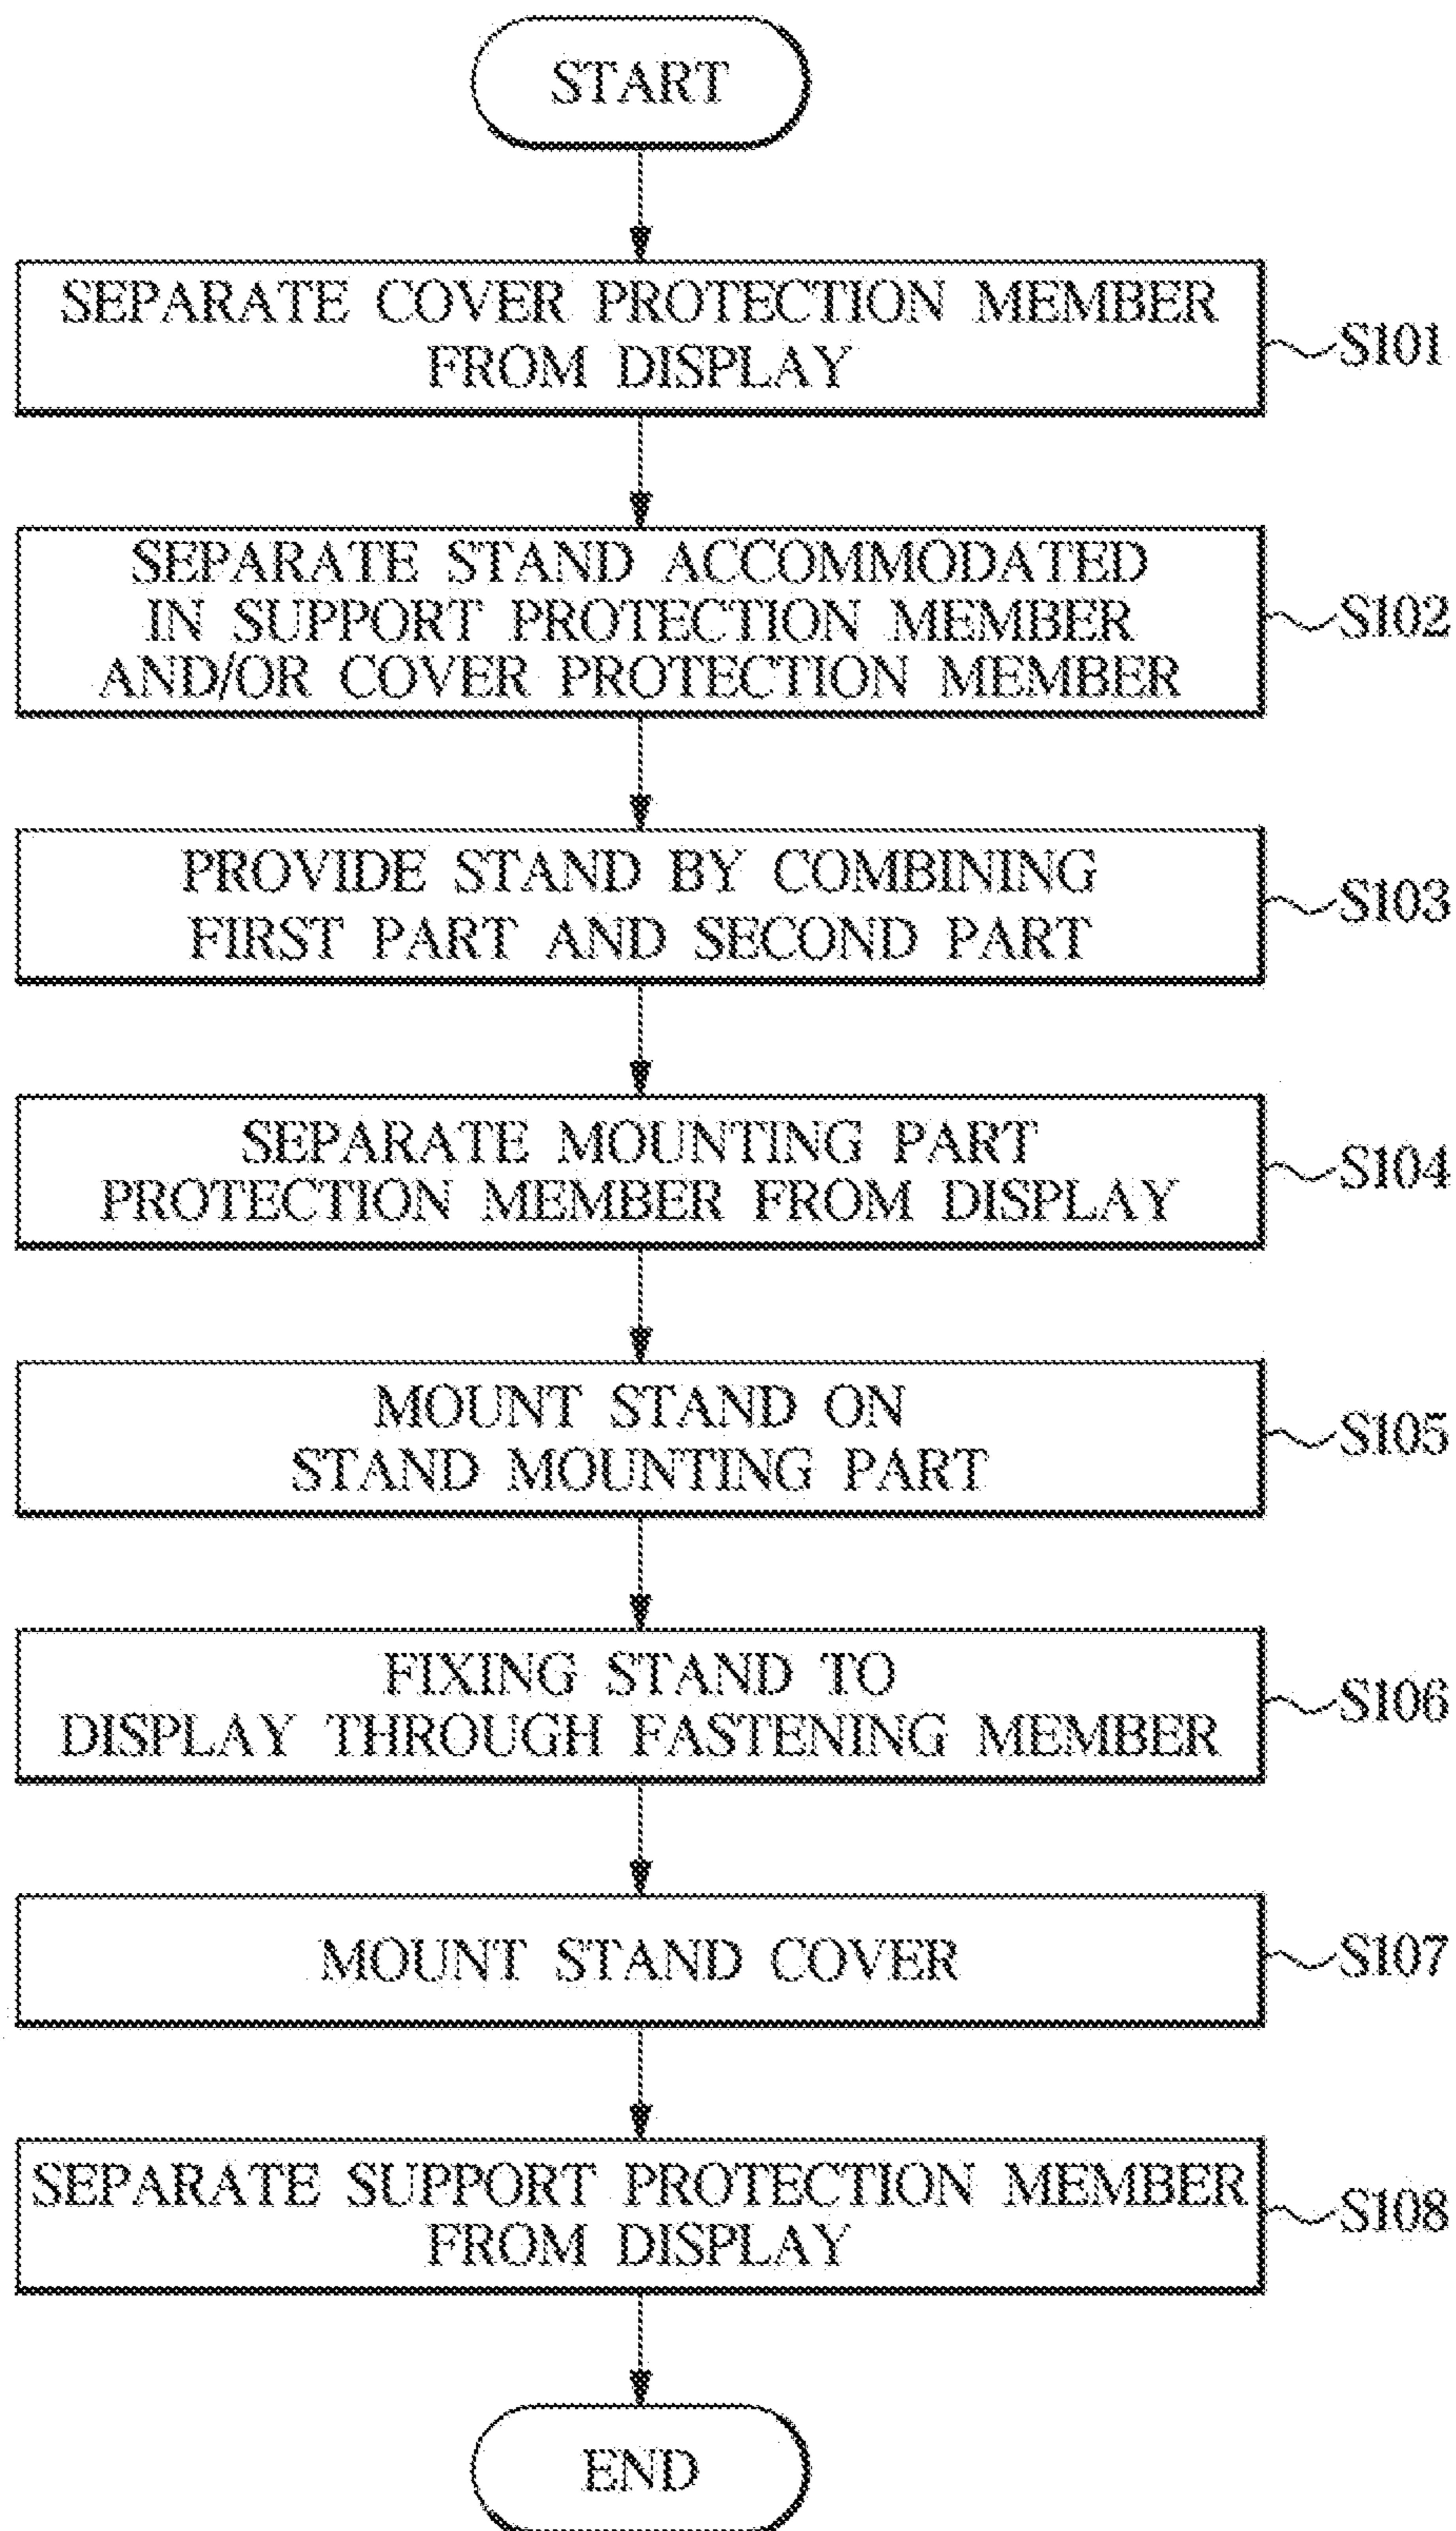 START
SEPARATE COVER PROTECTION MEMBER
FROM DISPLAY
S101
SEPARATE STAND ACCOMMODATED
IN SUPPORT PROTECTION MEMBER
AND/OR COVER PROTECTION MEMBER
S102
PROVIDE STAND BY COMBINING
FIRST PART AND SECOND PART
S103
SEPARATE MOUNTING PART
PROTECTION MEMBER FROM DISPLAY
S104
MOUNT STAND ON
STAND MOUNTING PART
S105
FIXING STAND TO
DISPLAY THROUGH FASTENING MEMBER
S106
MOUNT STAND COVER
S107
SEPARATE SUPPORT PROTECTION MEMBER
FROM DISPLAY
S108
END